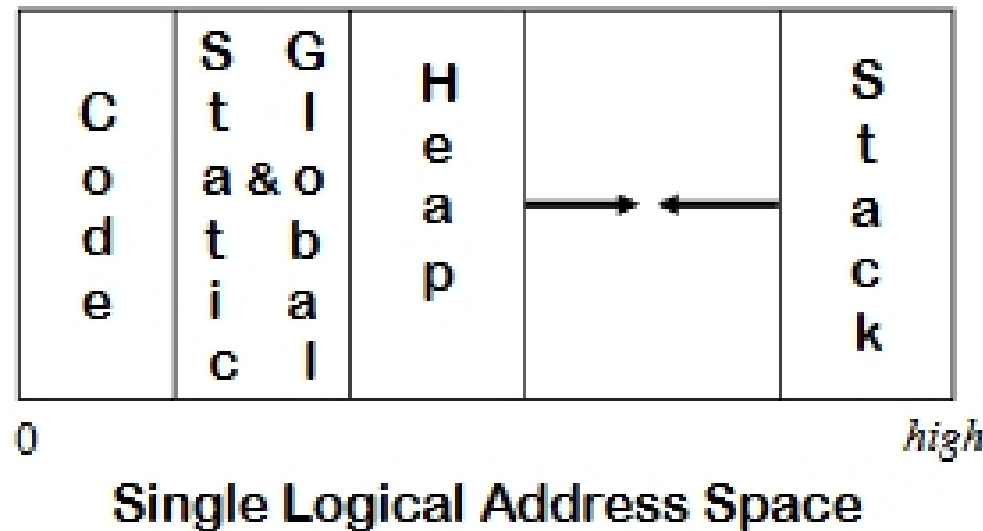 Code
Static & Global
Heap
Stack
0
high
Single Logical Address Space